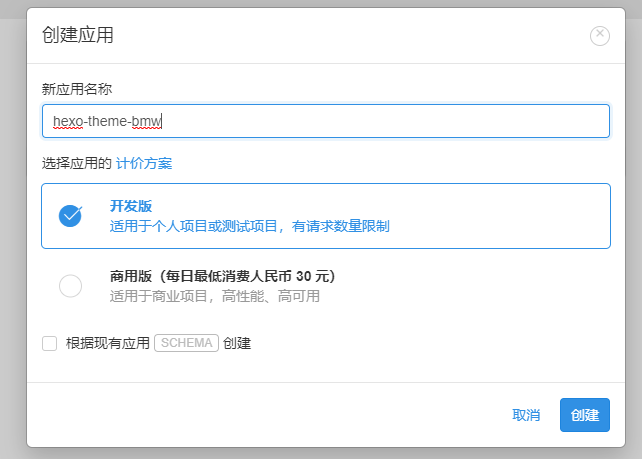 创建应用
新应用名称
hexo-theme-bmw
选择应用的 计价方案
开发版
适用于个人项目或测试项目，有请求数量限制
商用版（每日最低消费人民币 30 元）
适用于商业项目，高性能、高可用
根据现有应用 SCHEMA 创建
取消 创建